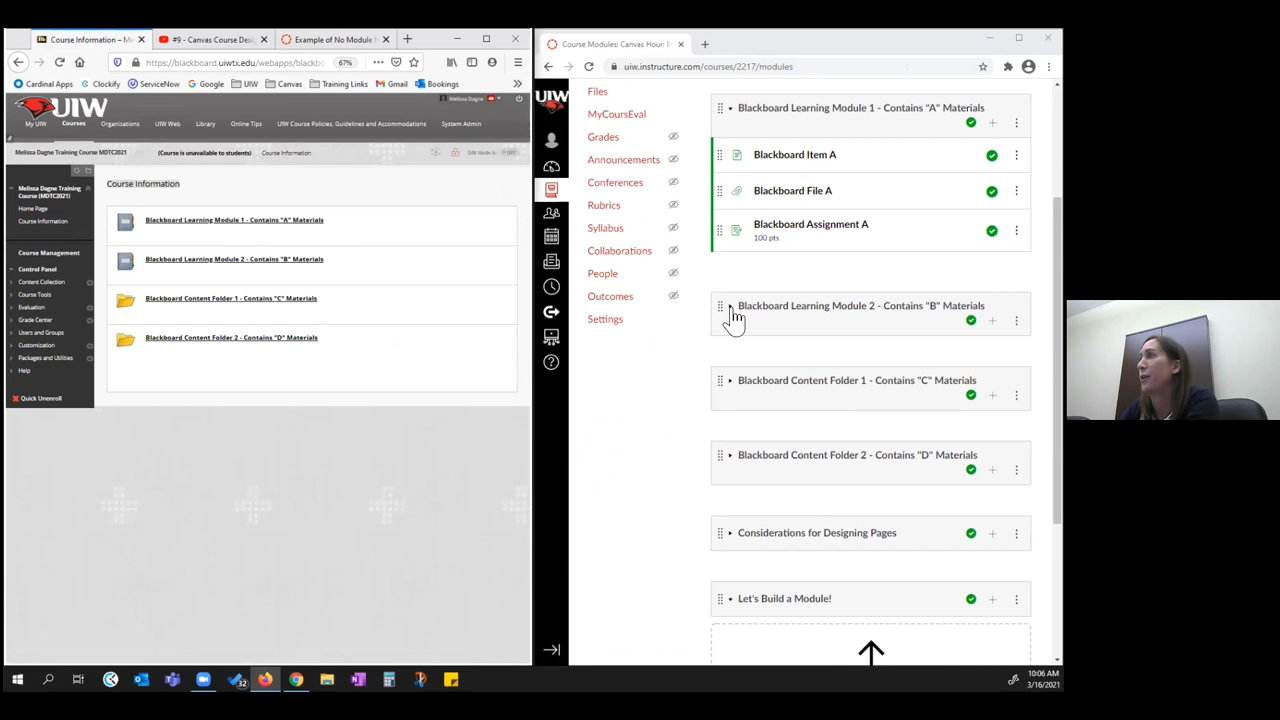 Course Information – M
#9 - Canvas Course Des
Example of No Module N
https://blackboard.uiwtx.edu/webapps/blackb
67%
Cardinal Apps
Clockify
ServiceNow
Google
UIW
Canvas
Training Links
Gmail
Bookings
UIW
Melissa Dagne
My UIW
Courses
Organizations
UIW Web
Library
Online Tips
UIW Course Policies, Guidelines and Accommodations
System Admin
Melissa Dagne Training Course MDTC2021
(Course is unavailable to students)
Course Information
Edit Mode is:
OFF
Melissa Dagne Training
Course (MDTC2021)
Home Page
Course Information
Course Management
Control Panel
Content Collection
Course Tools
Evaluation
Grade Center
Users and Groups
Customization
Packages and Utilities
Help
Quick Unenroll
Course Information
Blackboard Learning Module 1 - Contains "A" Materials
Blackboard Learning Module 2 - Contains "B" Materials
Blackboard Content Folder 1 - Contains "C" Materials
Blackboard Content Folder 2 - Contains "D" Materials
Course Modules: Canvas Hour: M
uiw.instructure.com/courses/2217/modules
UIW
Files
MyCoursEval
Grades
Announcements
Conferences
Rubrics
Syllabus
Collaborations
People
Outcomes
Settings
Blackboard Learning Module 1 - Contains "A" Materials
Blackboard Item A
Blackboard File A
Blackboard Assignment A
100 pts
Blackboard Learning Module 2 - Contains "B" Materials
Blackboard Content Folder 1 - Contains "C" Materials
Blackboard Content Folder 2 - Contains "D" Materials
Considerations for Designing Pages
Let's Build a Module!
32
10:06 AM
3/16/2021